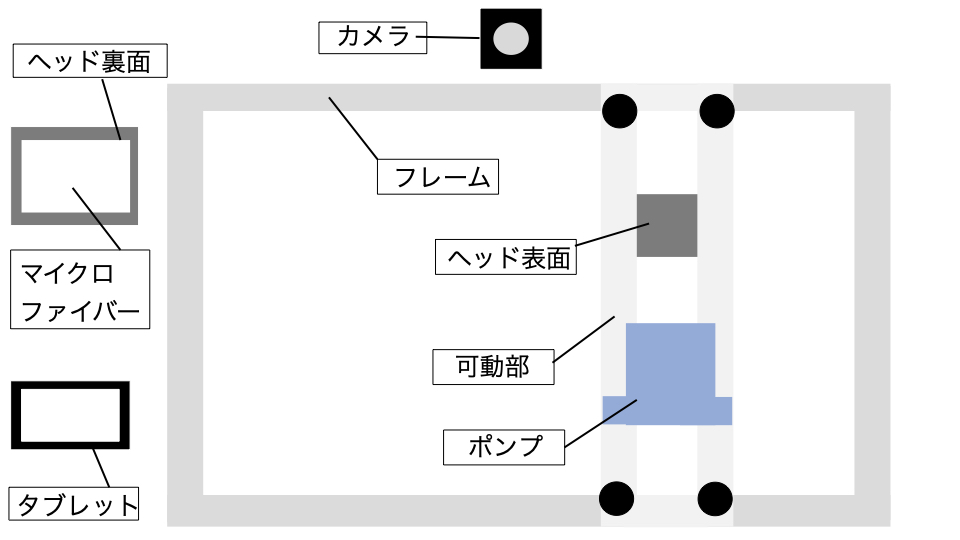 カメラ
ヘッド裏面
フレーム
ヘッド表面
マイクロ
ファイバー
可動部
ポンプ
タブレット